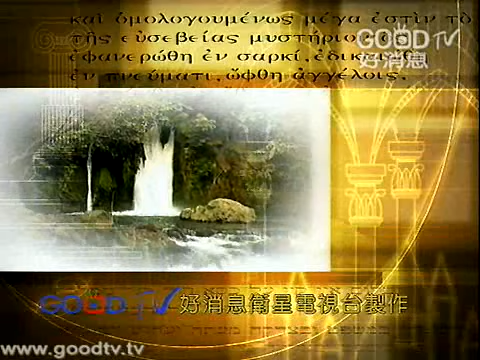 καὶ ὁμολογουμένως μέγα ἐστὶν τὸ
τῆς εὐσεβείας μυστήριον
ἐφανερώθη ἐν σαρκί, ἐδικα
ἐν πνεύματι, ὤφθη ἀγγέλοις,
GOOD TV
好消息
GOOD TV 好消息衛星電視台製作
www.goodtv.tv